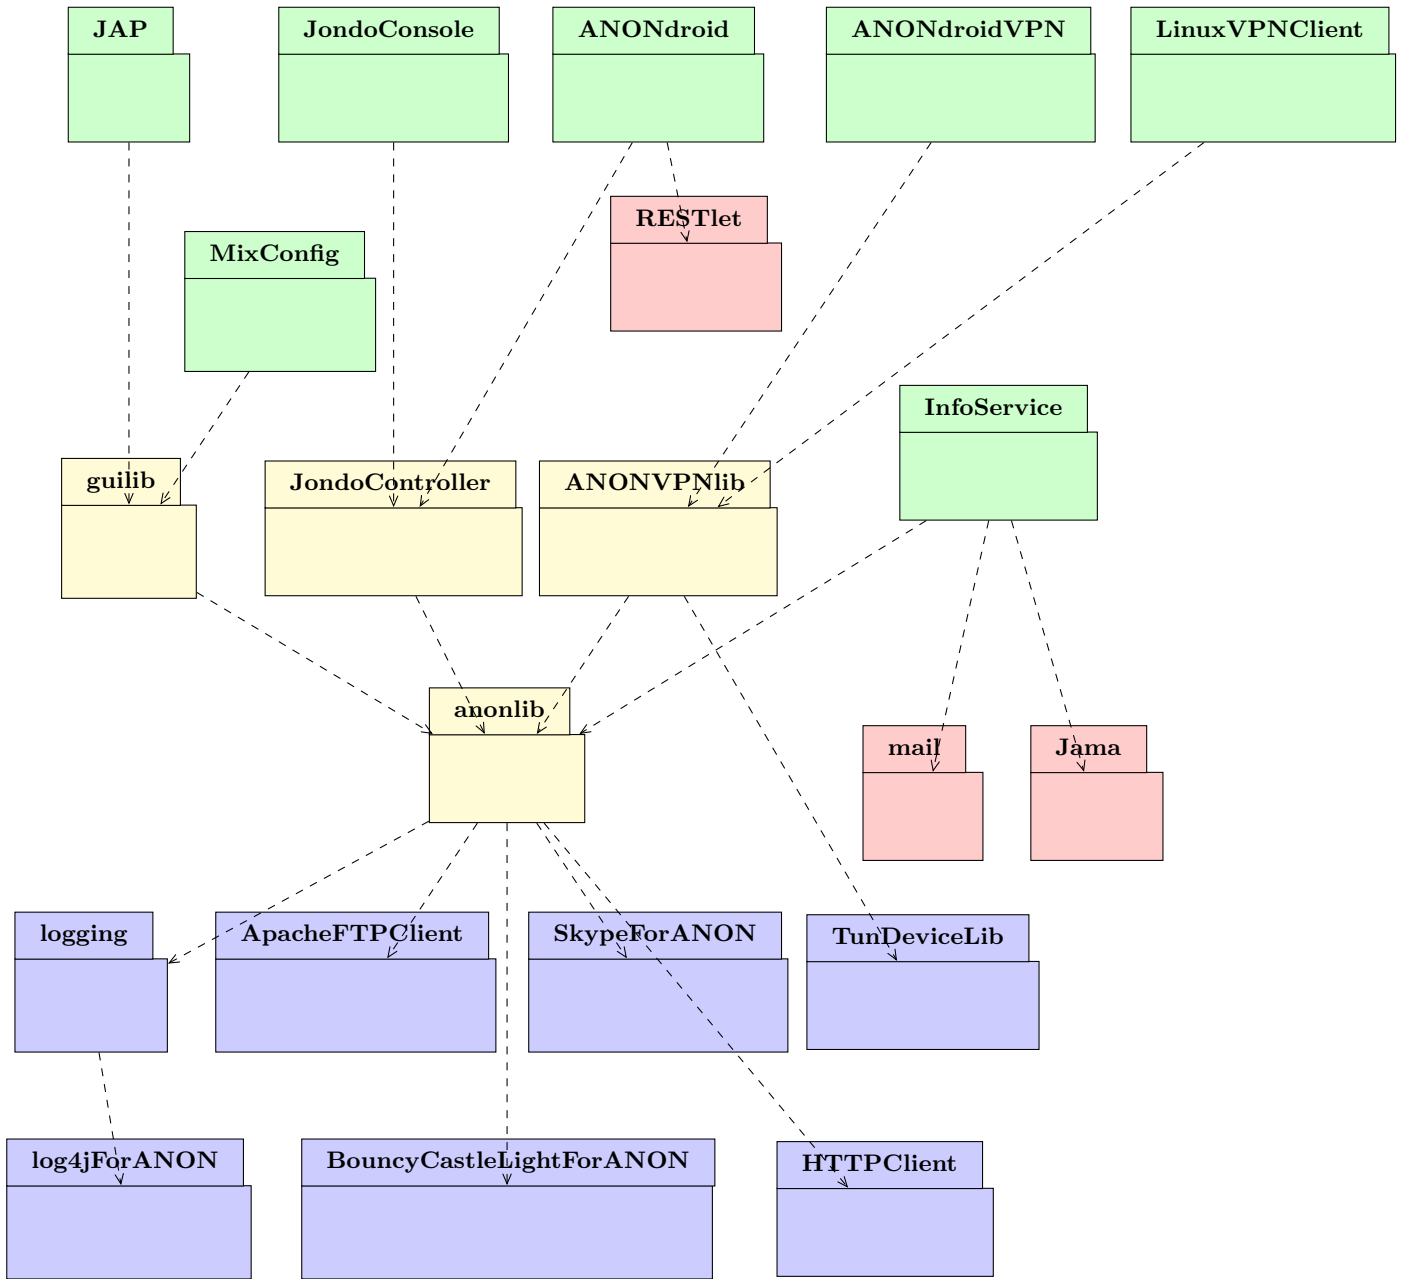 JAP
JondoConsole
ANONdroid
ANONdroidVPN
LinuxVPNClient
RESTlet
MixConfig
InfoService
guilib
JondoController
ANONVPNlib
anonlib
mail
Jama
logging
ApacheFTPClient
SkypeForANON
TunDeviceLib
log4jForANON
BouncyCastleLightForANON
HTTPClient